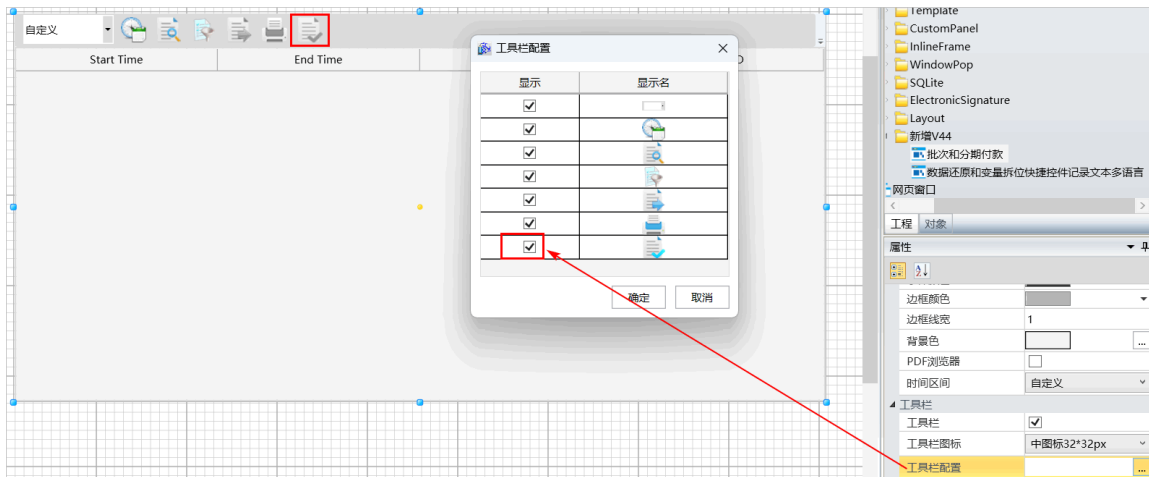 自定义
Start Time
End Time
D
工具栏配置
显示
显示名
确定
取消
Template
CustomPanel
InlineFrame
WindowPop
SQLite
ElectronicSignature
Layout
新增V44
批次和分期付款
数据还原和变量拆位快捷控件记录文本多语言
网页窗口
工程
对象
属性
边框颜色
边框线宽
1
背景色
...
PDF浏览器
时间区间
自定义
工具栏
工具栏
工具栏图标
中图标32*32px
工具栏配置
...